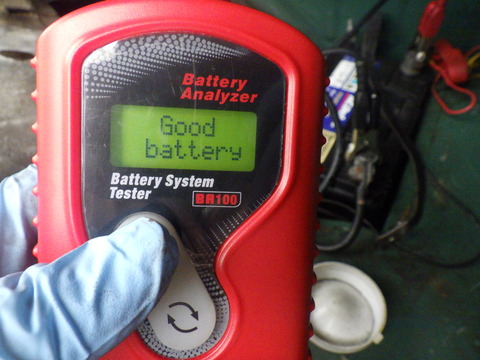 Battery
Analyzer
Good
battery
Battery System
Tester
BA100